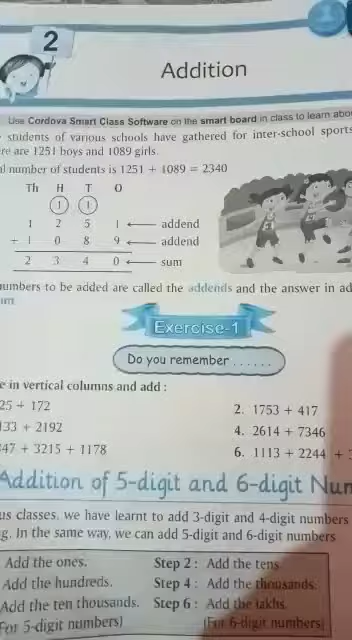 2
Addition
Use Cordova Smart Class Software on the smart board in class to learn abo
students of various schools have gathered for inter-school sports
re are 1251 boys and 1089 girls.
l number of students is 1251 + 1089 = 2340
Th H T O
1 1
1 2 5 1 ← addend
+ 1 0 8 9 ← addend
2 3 4 0 ← sum
numbers to be added are called the addends and the answer in ad
um
Exercise-1
Do you remember ......
e in vertical columns and add :
25 + 172
2. 1753 + 417
33 + 2192
4. 2614 + 7346
47 + 3215 + 1178
6. 1113 + 2244 +
Addition of 5-digit and 6-digit Num
us classes, we have learnt to add 3-digit and 4-digit numbers
g. In the same way, we can add 5-digit and 6-digit numbers
Add the ones. Step 2 : Add the tens
Add the hundreds. Step 4 : Add the thousands.
Add the ten thousands. Step 6 : Add the lakhs.
For 5-digit numbers) (For 6-digit numbers)